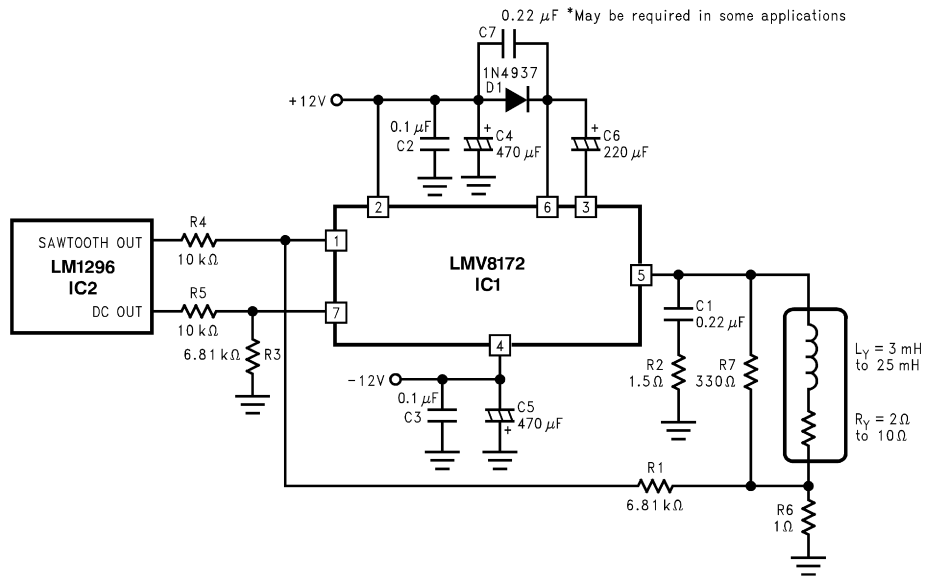 0.22 µF *May be required in some applications
C7
1N4937
D1
+12V
0.1 µF
C2
+
C4
470 µF
+
C6
220 µF
2
6
3
SAWTOOTH OUT
LM1296
IC2
DC OUT
R4
10 kΩ
R5
10 kΩ
6.81 kΩ
R3
1
7
LMV8172
IC1
5
4
C1
0.22 µF
R2
1.5Ω
R7
330Ω
LY = 3 mH
to 25 mH
RY = 2Ω
to 10Ω
−12V
0.1 µF
C3
C5
470 µF
+
R1
6.81 kΩ
R6
1Ω